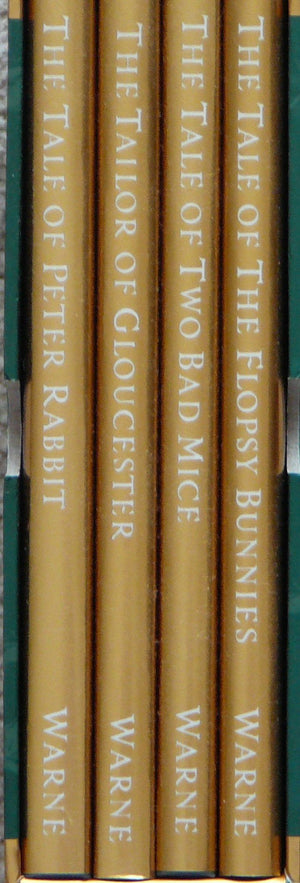 THE TALE OF PETER RABBIT WARNE
THE TAILOR OF GLOUCESTER WARNE
THE TALE OF TWO BAD MICE WARNE
THE TALE OF THE FLOPSY BUNNIES WARNE